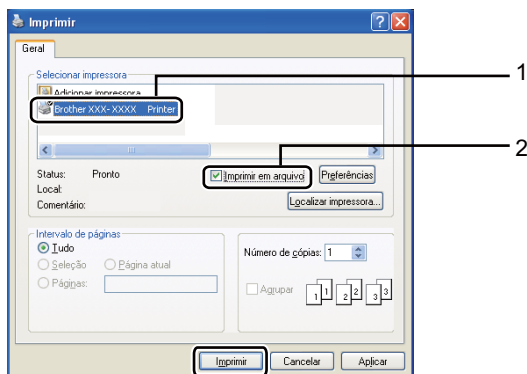 Imprimir
Geral
Selecionar impressora
Adicionar impressora
Brother XXX- XXXX Printer
1
Status: Pronto
Imprimir em arquivo
Preferências
2
Local:
Comentário:
Localizar impressora...
Intervalo de páginas
Tudo
Seleção
Página atual
Páginas:
Número de cópias: 1
Agrupar
1 1 2 2 3 3
Imprimir
Cancelar
Aplicar